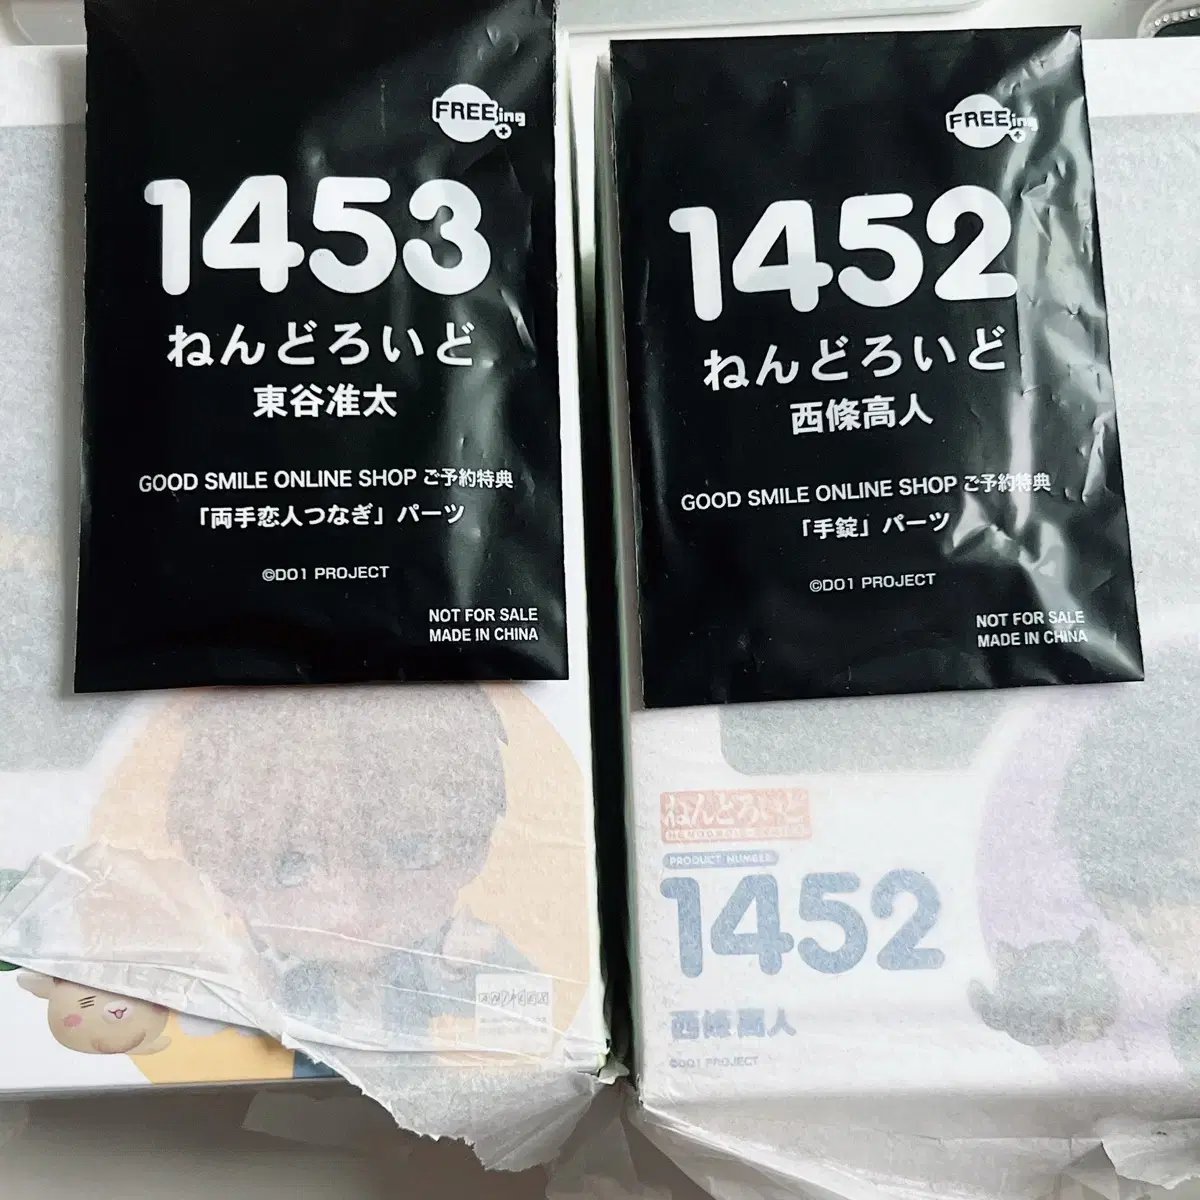 FREEing
1453
ねんどろいど
東谷准太
GOOD SMILE ONLINE SHOP ご予約特典
「両手恋人つなぎ」パーツ
©DO1 PROJECT
NOT FOR SALE
MADE IN CHINA
FREEing
1452
ねんどろいど
西條高人
GOOD SMILE ONLINE SHOP ご予約特典
「手錠」パーツ
©DO1 PROJECT
NOT FOR SALE
MADE IN CHINA
ねんどろいど
PRODUCT NUMBER
1452
西條高人
©DO1 PROJECT